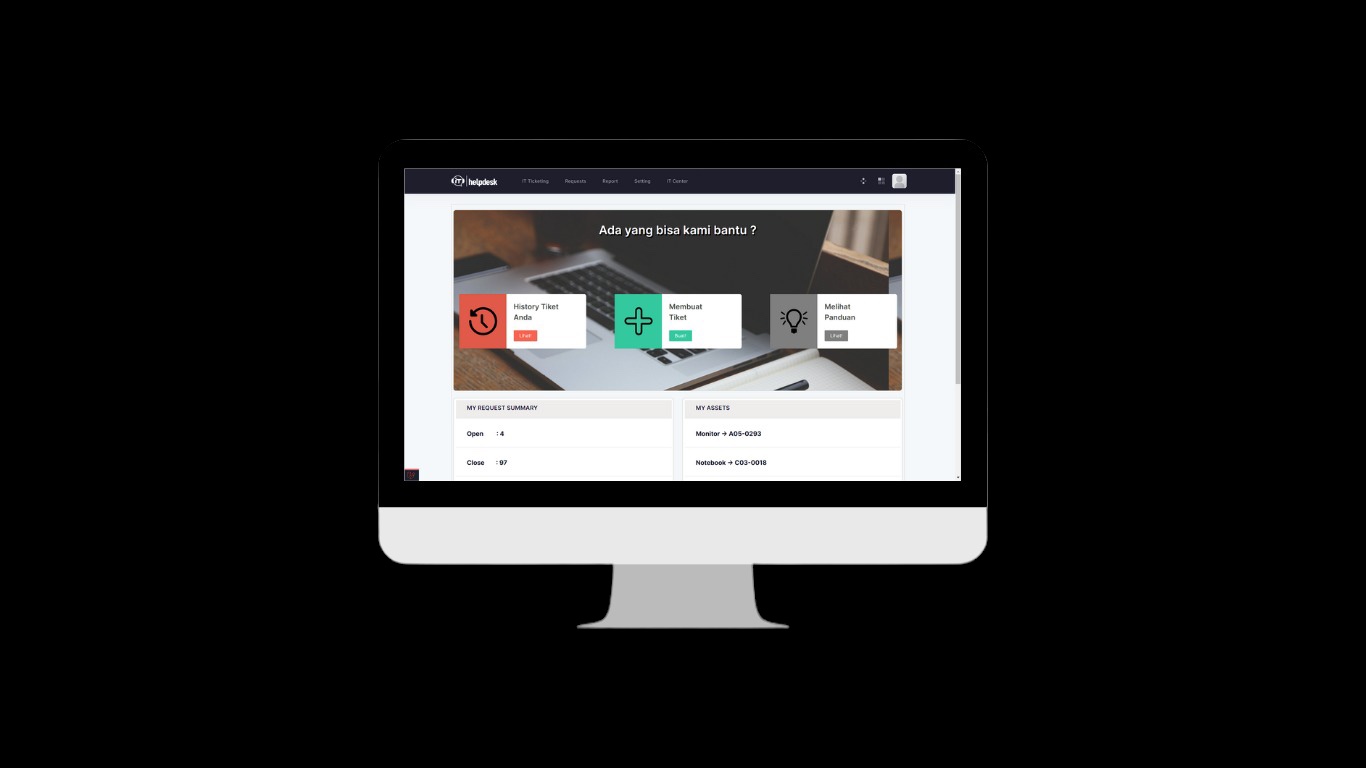 iT helpdesk
IT Ticketing Requests Report Setting IT Center
Ada yang bisa kami bantu ?
History Tiket
Anda
Lihat
Membuat
Tiket
Buat
Melihat
Panduan
Lihat
MY REQUEST SUMMARY
Open : 4
Close : 97
MY ASSETS
Monitor → A05-0293
Notebook → C03-0018